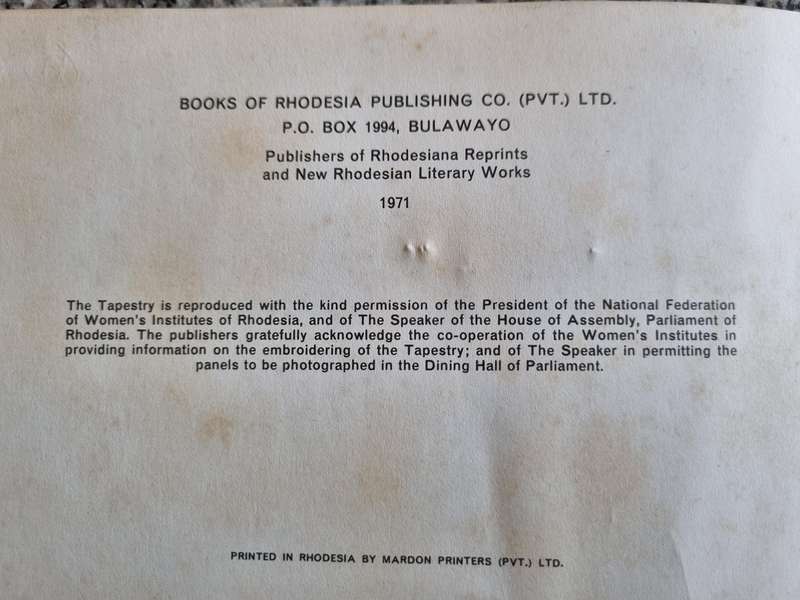 BOOKS OF RHODESIA PUBLISHING CO. (PVT.) LTD.
P.O. BOX 1994, BULAWAYO
Publishers of Rhodesiana Reprints
and New Rhodesian Literary Works
1971
The Tapestry is reproduced with the kind permission of the President of the National Federation
of Women's Institutes of Rhodesia, and of The Speaker of the House of Assembly, Parliament of
Rhodesia. The publishers gratefully acknowledge the co-operation of the Women's Institutes in
providing information on the embroidering of the Tapestry; and of The Speaker in permitting the
panels to be photographed in the Dining Hall of Parliament.
PRINTED IN RHODESIA BY MARDON PRINTERS (PVT.) LTD.